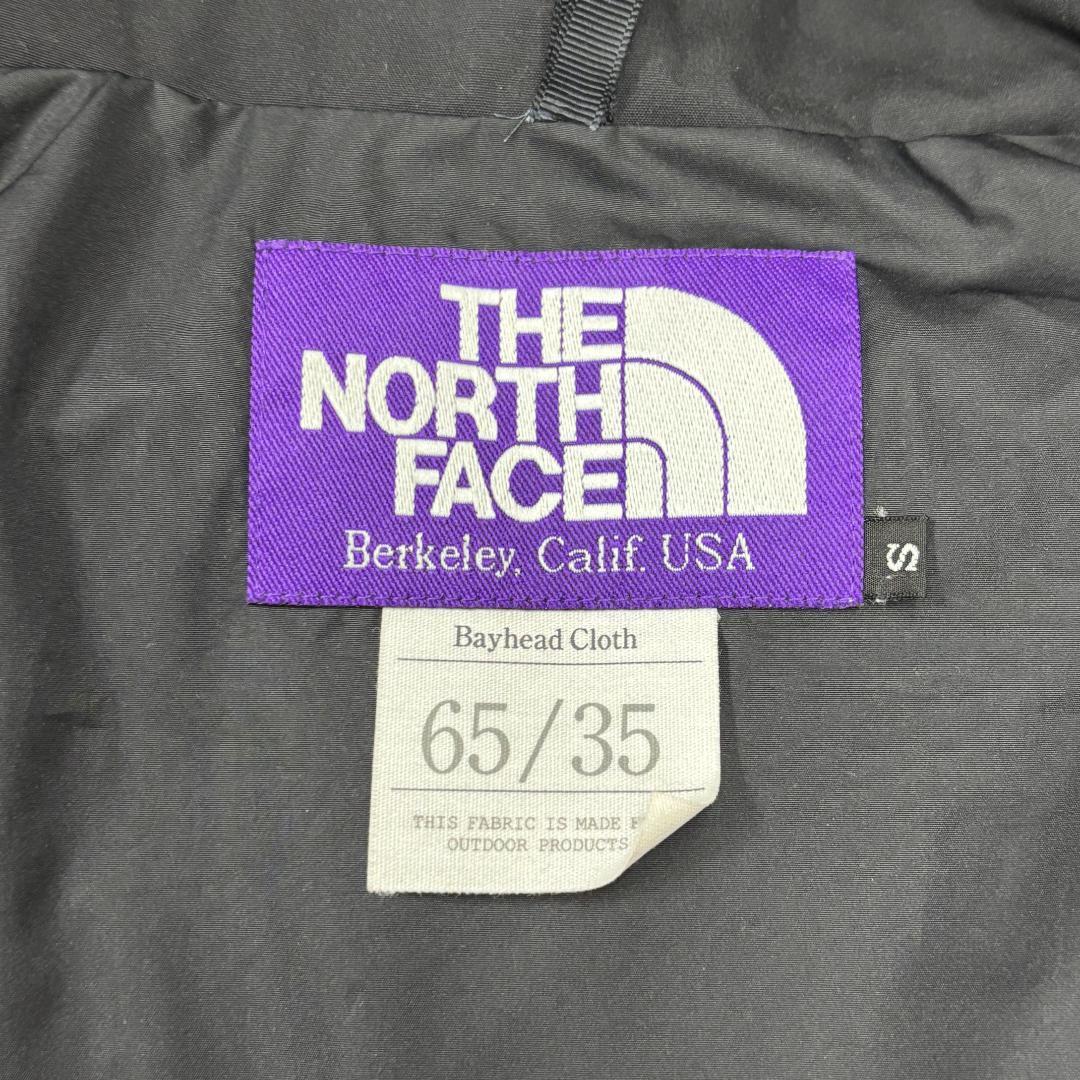 THE
NORTH
FACE
Berkeley, Calif. USA
S
Bayhead Cloth
65/35
THIS FABRIC IS MADE
OUTDOOR PRODUCTS